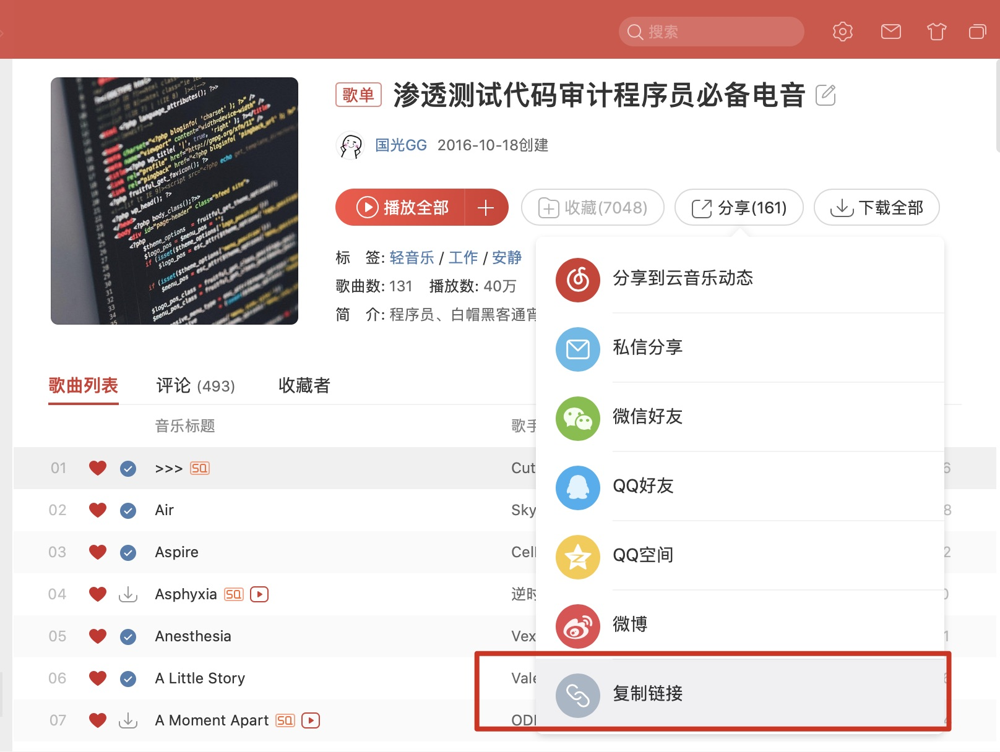 搜索
歌单 渗透测试代码审计程序员必备电音
国光GG 2016-10-18创建
播放全部 收藏(7048) 分享(161) 下载全部
标 签: 轻音乐 / 工作 / 安静
歌曲数: 131 播放数: 40万
简 介: 程序员、白帽黑客通宵
分享到云音乐动态
私信分享
微信好友
QQ好友
QQ空间
微博
复制链接
歌曲列表 评论 (493) 收藏者
音乐标题 歌手
01 >>> SQ Cut
02 Air Sky
03 Aspire Cell
04 Asphyxia SQ 逆时
05 Anesthesia Vex
06 A Little Story Vale
07 A Moment Apart SQ OD